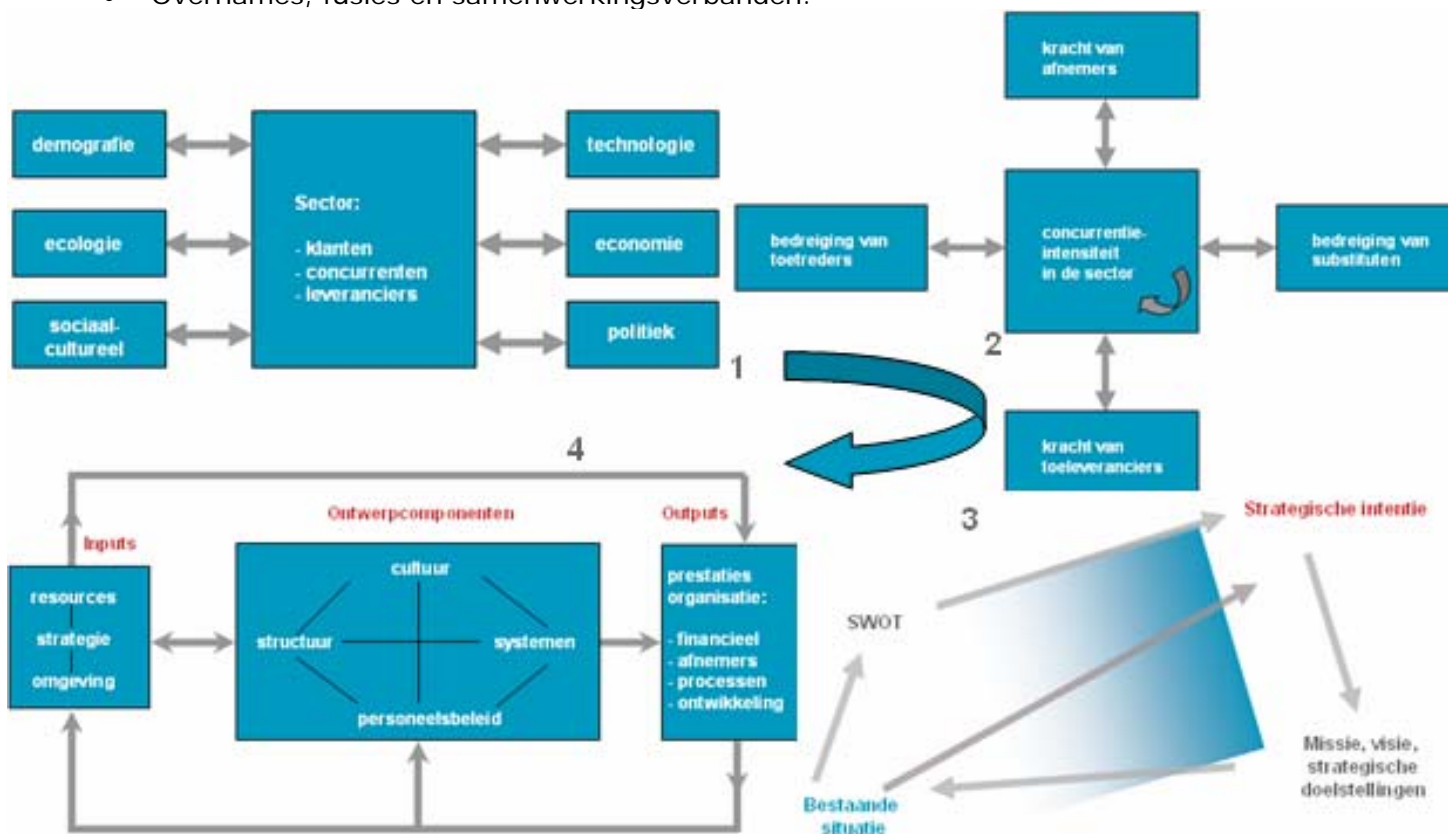 Overnames, fusies en samenwerkingsverbanden.
demografie
ecologie
sociaal-
cultureel
Sector:
- klanten
- concurrenten
- leveranciers
technologie
economie
politiek
1
kracht van
afnemers
bedreiging van
toetreders
concurrentie-
intensiteit
in de sector
bedreiging van
substituten
2
kracht van
toeleveranciers
3
Strategische intentie
SWOT
Missie, visie,
strategische
doelstellingen
Bestaande
situatie
4
Inputs
Ontwerpcomponenten
Outputs
resources
strategie
omgeving
cultuur
structuur
systemen
personeelsbeleid
prestaties
organisatie:
- financieel
- afnemers
- processen
- ontwikkeling